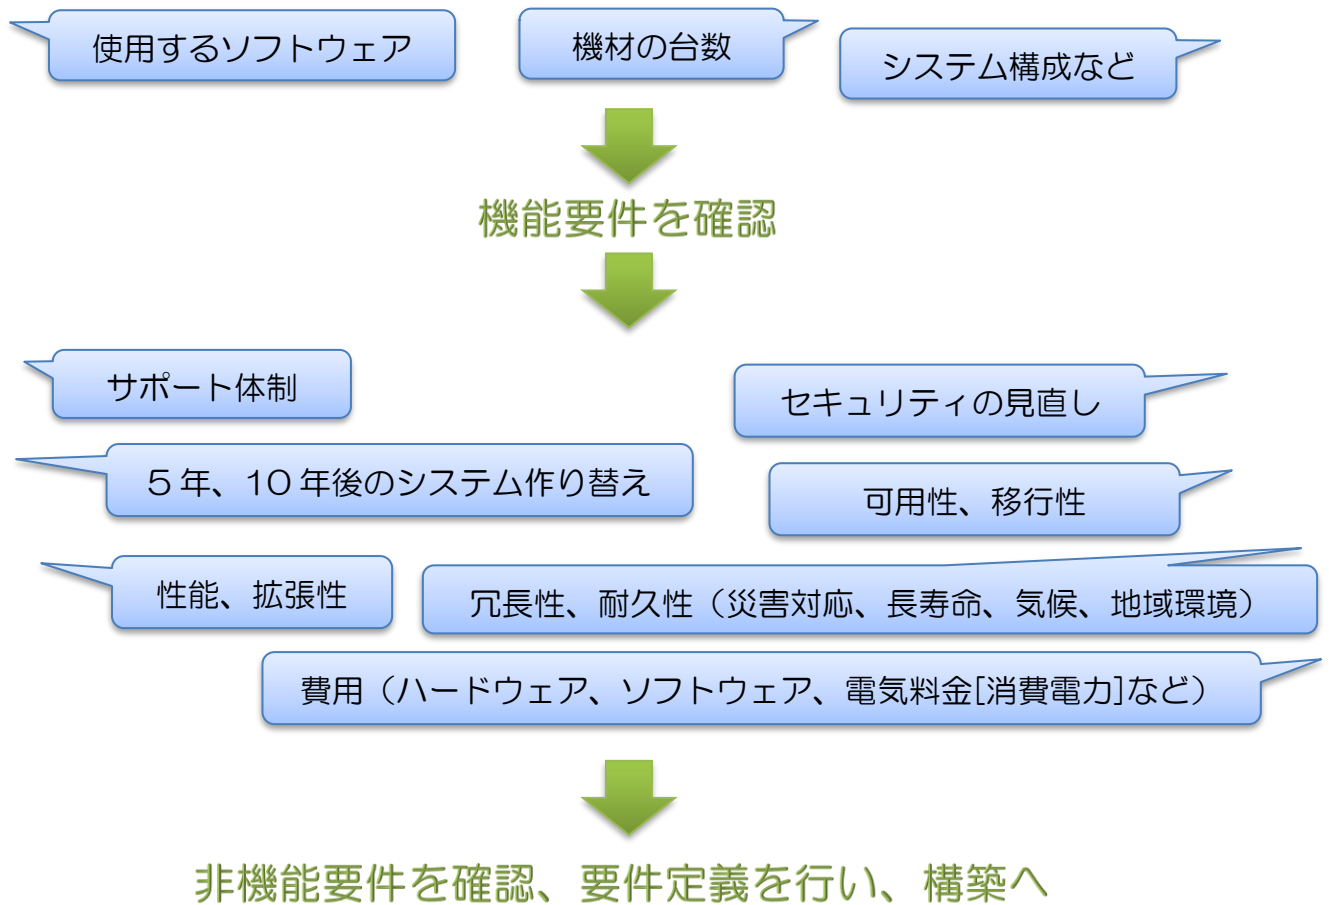 使用するソフトウェア
機材の台数
システム構成など
機能要件を確認
サポート体制
セキュリティの見直し
5年、10年後のシステム作り替え
可用性、移行性
性能、拡張性
冗長性、耐久性（災害対応、長寿命、気候、地域環境）
費用（ハードウェア、ソフトウェア、電気料金[消費電力]など）
非機能要件を確認、要件定義を行い、構築へ